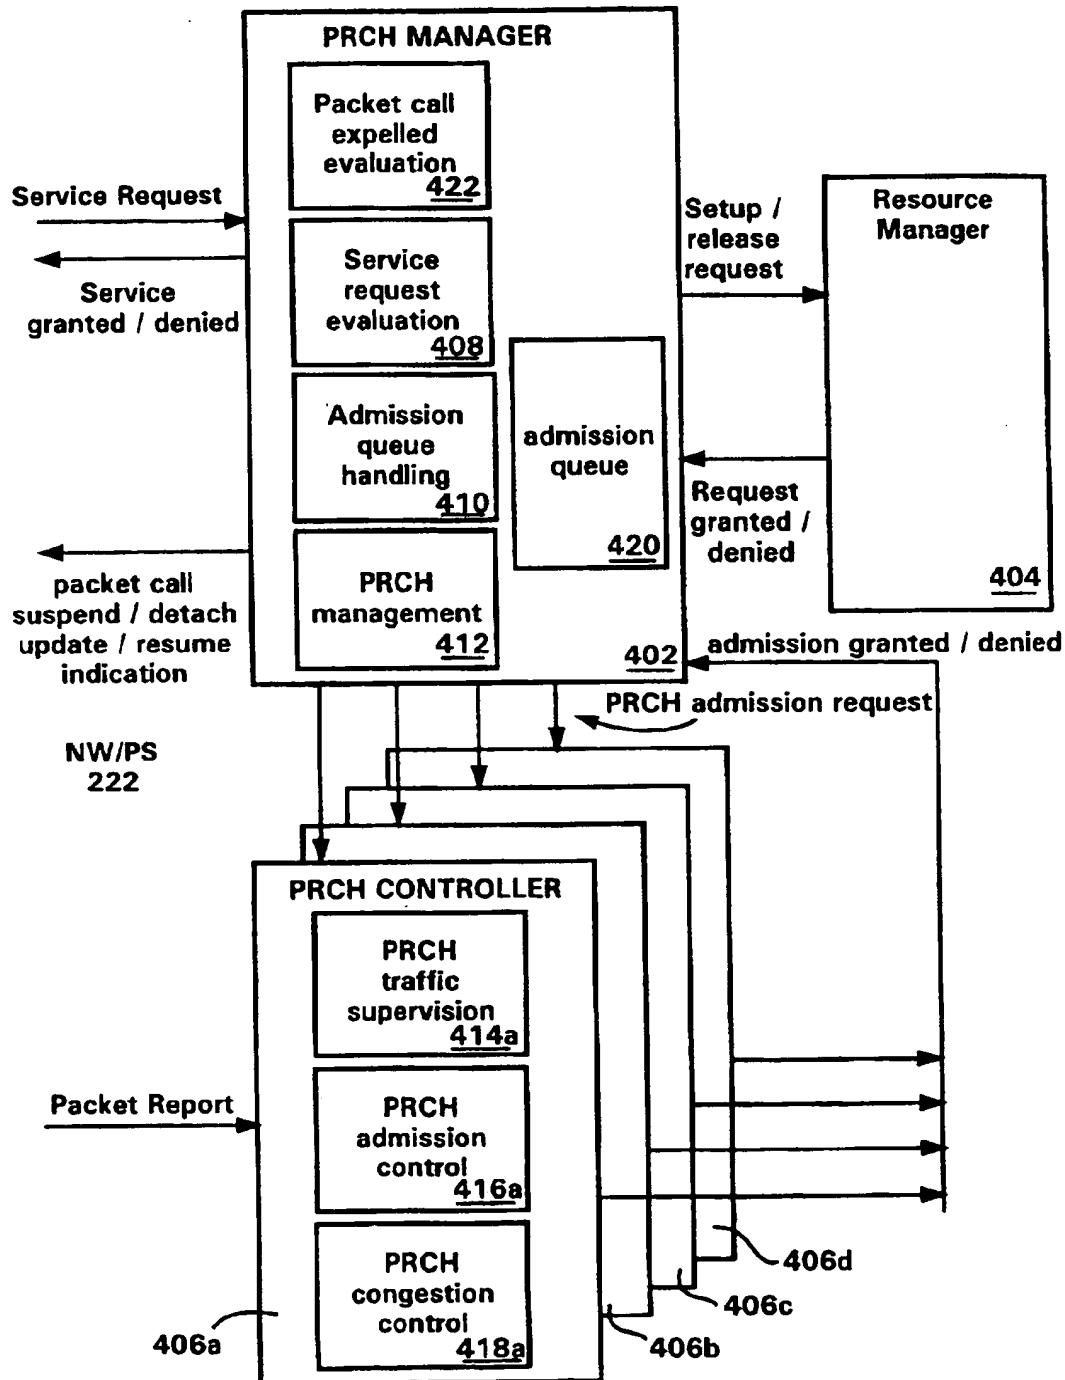 PRCH MANAGER
Packet call
expelled
evaluation
422
Service Request
Service
granted / denied
Service
request
evaluation
408
Admission
queue
handling
410
admission
queue
420
PRCH
management
412
402
Setup /
release
request
Resource
Manager
404
Request
granted /
denied
packet call
suspend / detach
update / resume
indication
admission granted / denied
PRCH admission request
NW/PS
222
PRCH CONTROLLER
PRCH
traffic
supervision
414a
Packet Report
PRCH
admission
control
416a
PRCH
congestion
control
418a
406a
406b
406c
406d